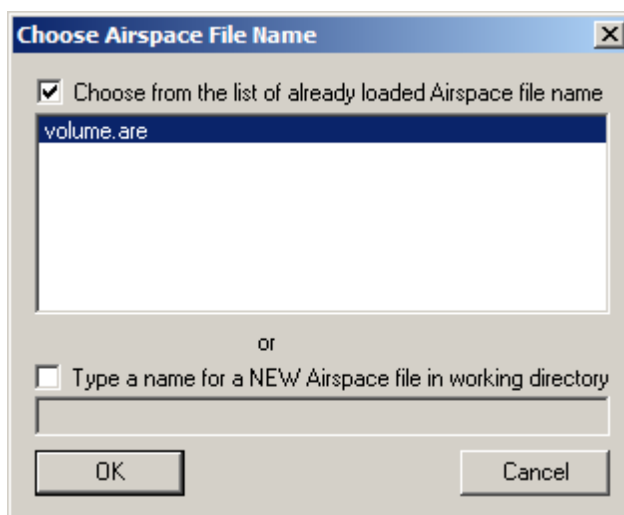 Choose Airspace File Name
Choose from the list of already loaded Airspace file name
volume.are
or
Type a name for a NEW Airspace file in working directory
OK Cancel